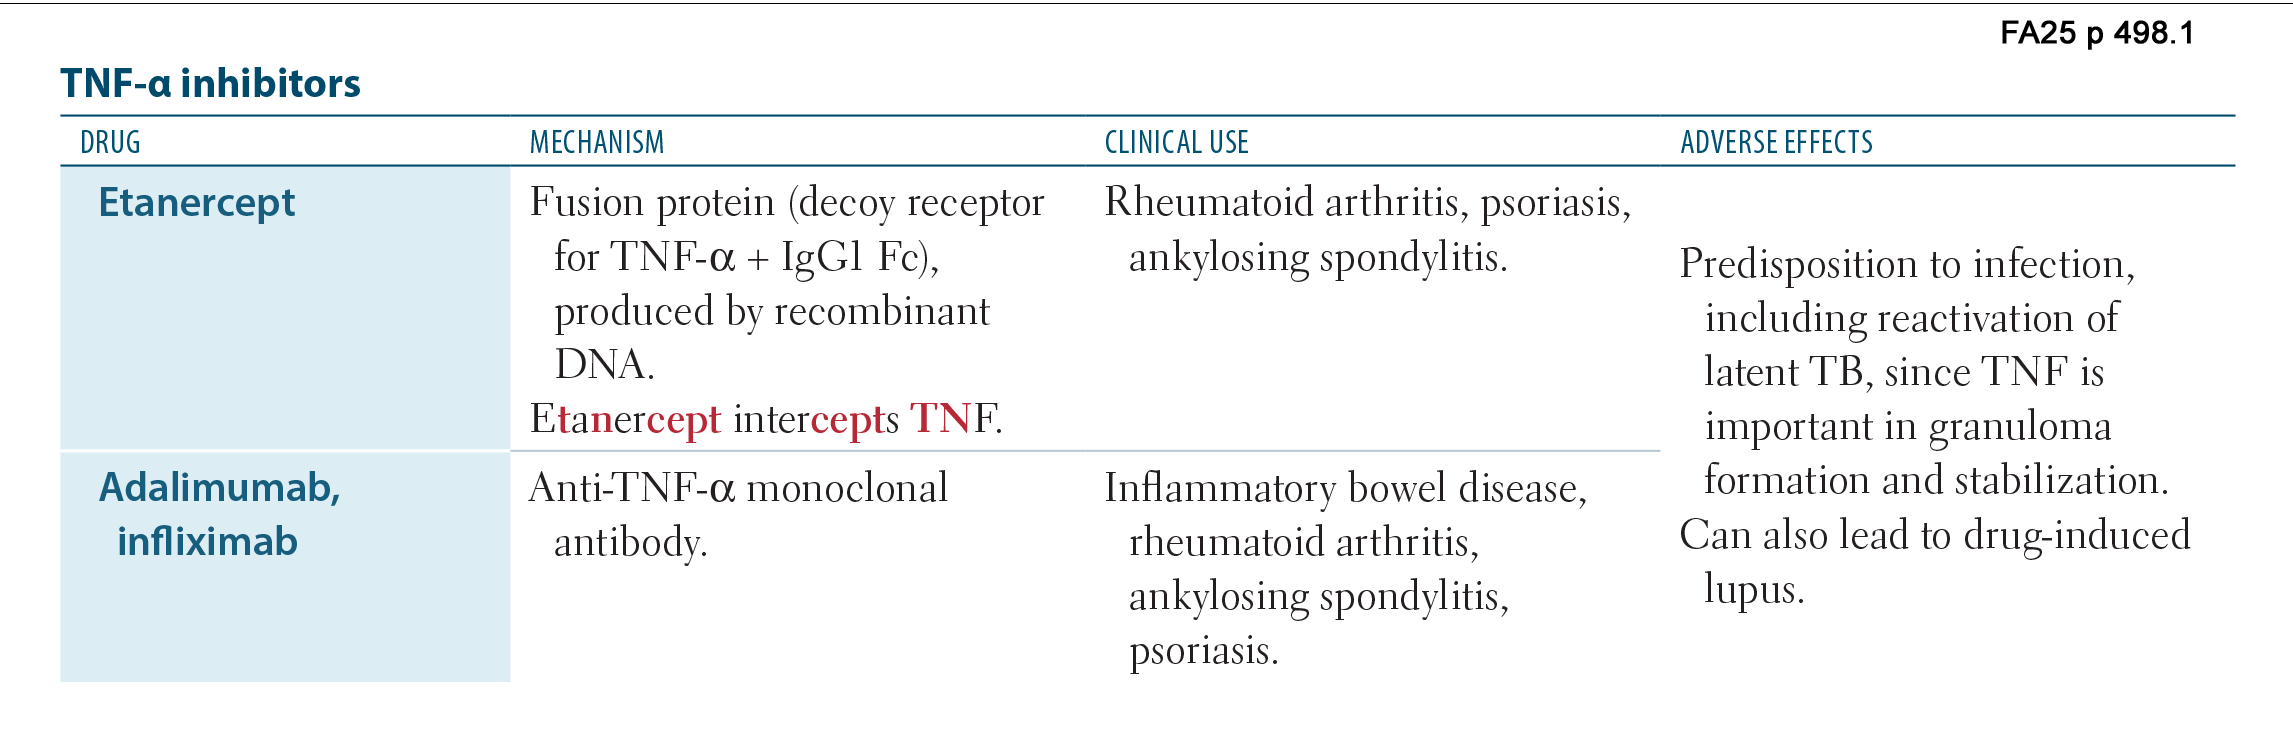 FA25 p 498.1
TNF-α inhibitors
DRUG
MECHANISM
CLINICAL USE
ADVERSE EFFECTS
Etanercept
Fusion protein (decoy receptor
for TNF-α + IgG1 Fc),
produced by recombinant
DNA.
Etanercept intercepts TNF.
Rheumatoid arthritis, psoriasis,
ankylosing spondylitis.
Predisposition to infection,
including reactivation of
latent TB, since TNF is
important in granuloma
formation and stabilization.
Can also lead to drug-induced
lupus.
Adalimumab,
infliximab
Anti-TNF-α monoclonal
antibody.
Inflammatory bowel disease,
rheumatoid arthritis,
ankylosing spondylitis,
psoriasis.